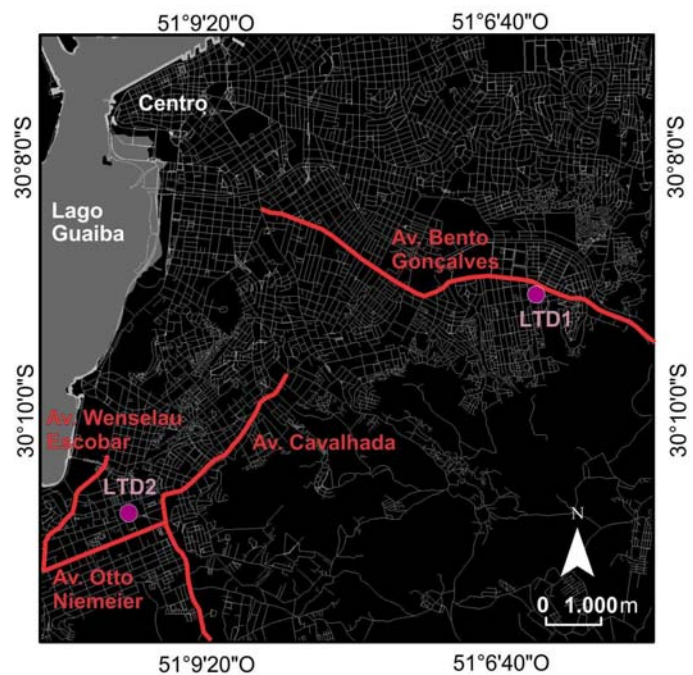 51°9'20"O
51°6'40"O
30°8'0"S
30°8'0"S
Centro
Lago
Guaiba
Av. Bento
Gonçalves
LTD1
30°10'0"S
30°10'0"S
Av. Wenselau
Escobar
Av. Cavalhada
LTD2
Av. Otto
Niemeier
N
0 1.000m
51°9'20"O
51°6'40"O